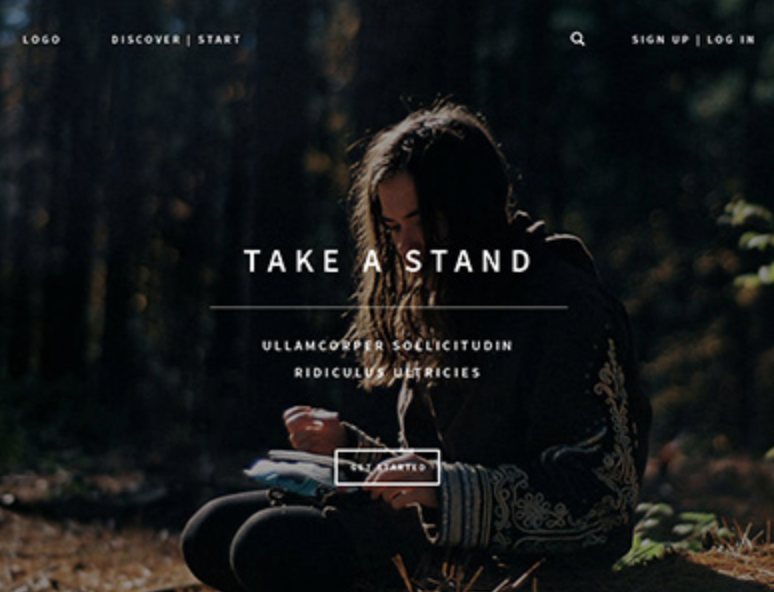 LOGO
DISCOVER | START
SIGN UP | LOG IN
TAKE A STAND
ULLAMCORPER SOLLICITUDIN
RIDICULUS ULTRICIES
GET STARTED